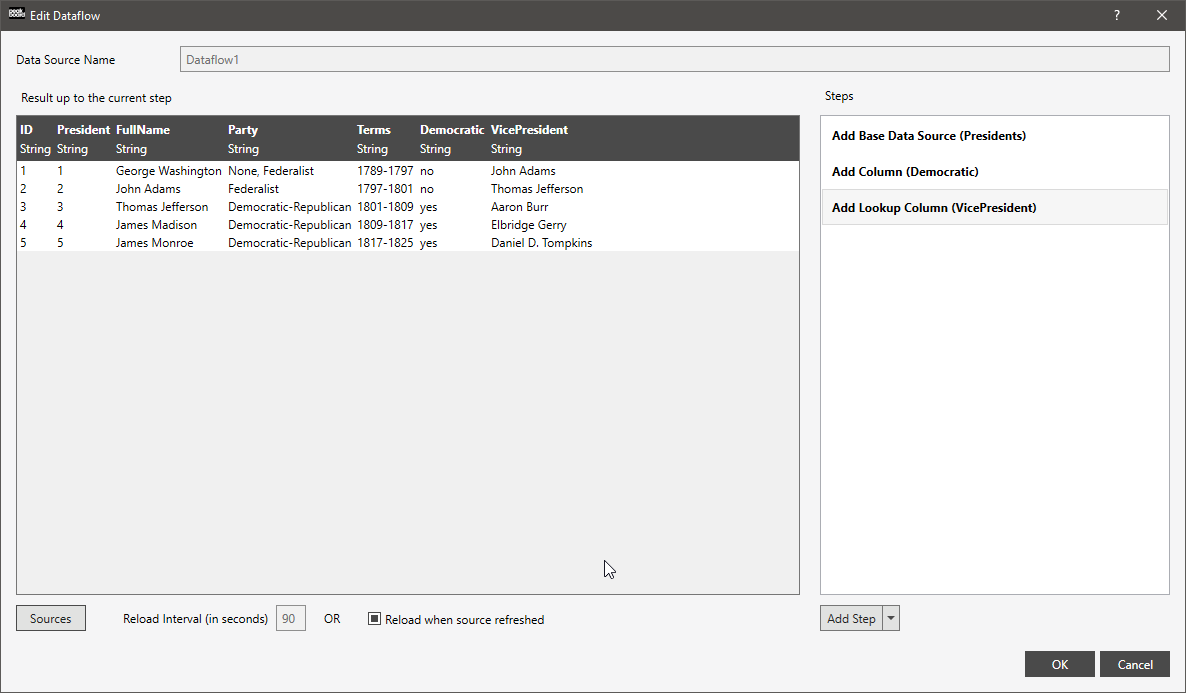 peak board Edit Dataflow ?
Data Source Name Dataflow1
Result up to the current step
Steps
ID President FullName Party Terms Democratic VicePresident
String String String String String String String
1 1 George Washington None, Federalist 1789-1797 no John Adams
2 2 John Adams Federalist 1797-1801 no Thomas Jefferson
3 3 Thomas Jefferson Democratic-Republican 1801-1809 yes Aaron Burr
4 4 James Madison Democratic-Republican 1809-1817 yes Elbridge Gerry
5 5 James Monroe Democratic-Republican 1817-1825 yes Daniel D. Tompkins
Add Base Data Source (Presidents)
Add Column (Democratic)
Add Lookup Column (VicePresident)
Sources Reload Interval (in seconds) 90 OR Reload when source refreshed
Add Step
OK Cancel